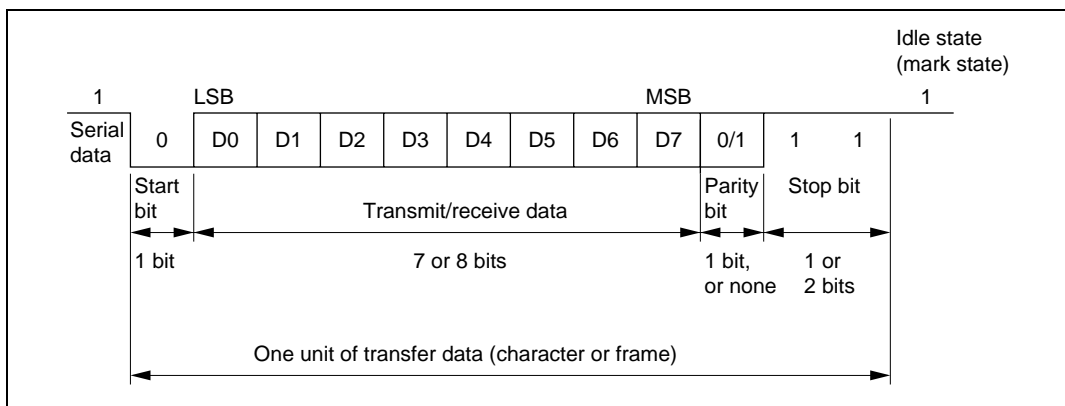 Idle state
(mark state)
1 LSB MSB 1
Serial
data
0 D0 D1 D2 D3 D4 D5 D6 D7 0/1 1 1
Start
bit
Transmit/receive data
Parity
bit
Stop bit
1 bit
7 or 8 bits
1 bit,
or none
1 or
2 bits
One unit of transfer data (character or frame)